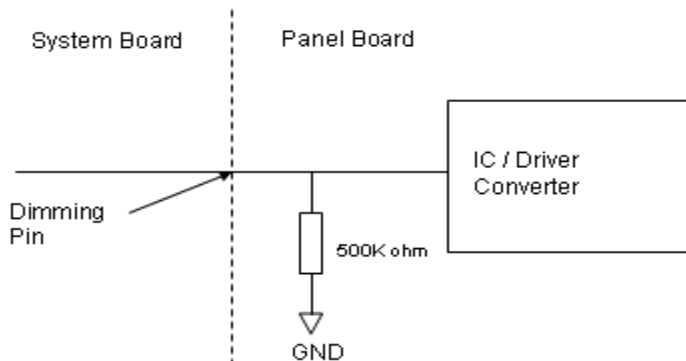 System Board
Panel Board
IC / Driver
Converter
Dimming
Pin
500K ohm
GND